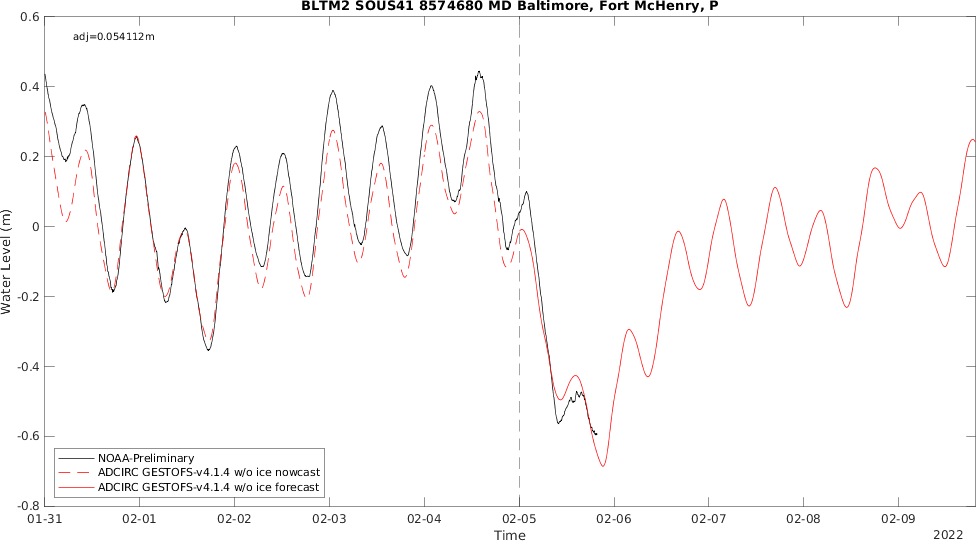 BLTM2 SOUS41 8574680 MD Baltimore, Fort McHenry, P
adj=0.054112m
0.6
0.4
0.2
0
-0.2
-0.4
-0.6
-0.8
Water Level (m)
NOAA-Preliminary
ADCIRC GESTOFS-v4.1.4 w/o ice nowcast
ADCIRC GESTOFS-v4.1.4 w/o ice forecast
01-31 02-01 02-02 02-03 02-04 02-05 02-06 02-07 02-08 02-09
Time
2022